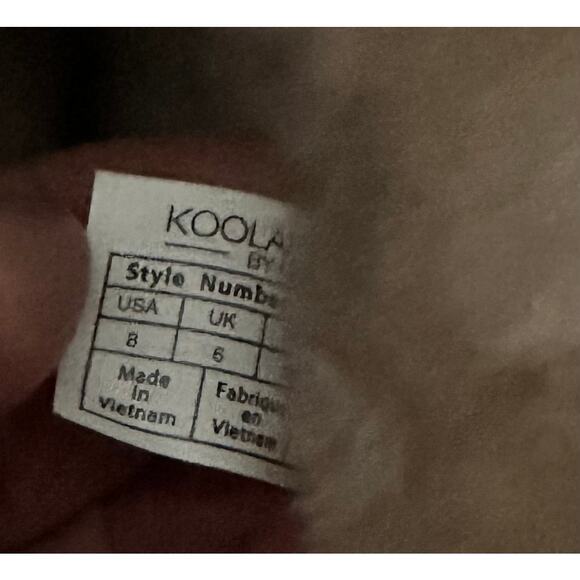 KOOLA
BY
Style Numbe
USA UK
8 6
Made
in
Vietnam
Fabriqu
en
Vietnam